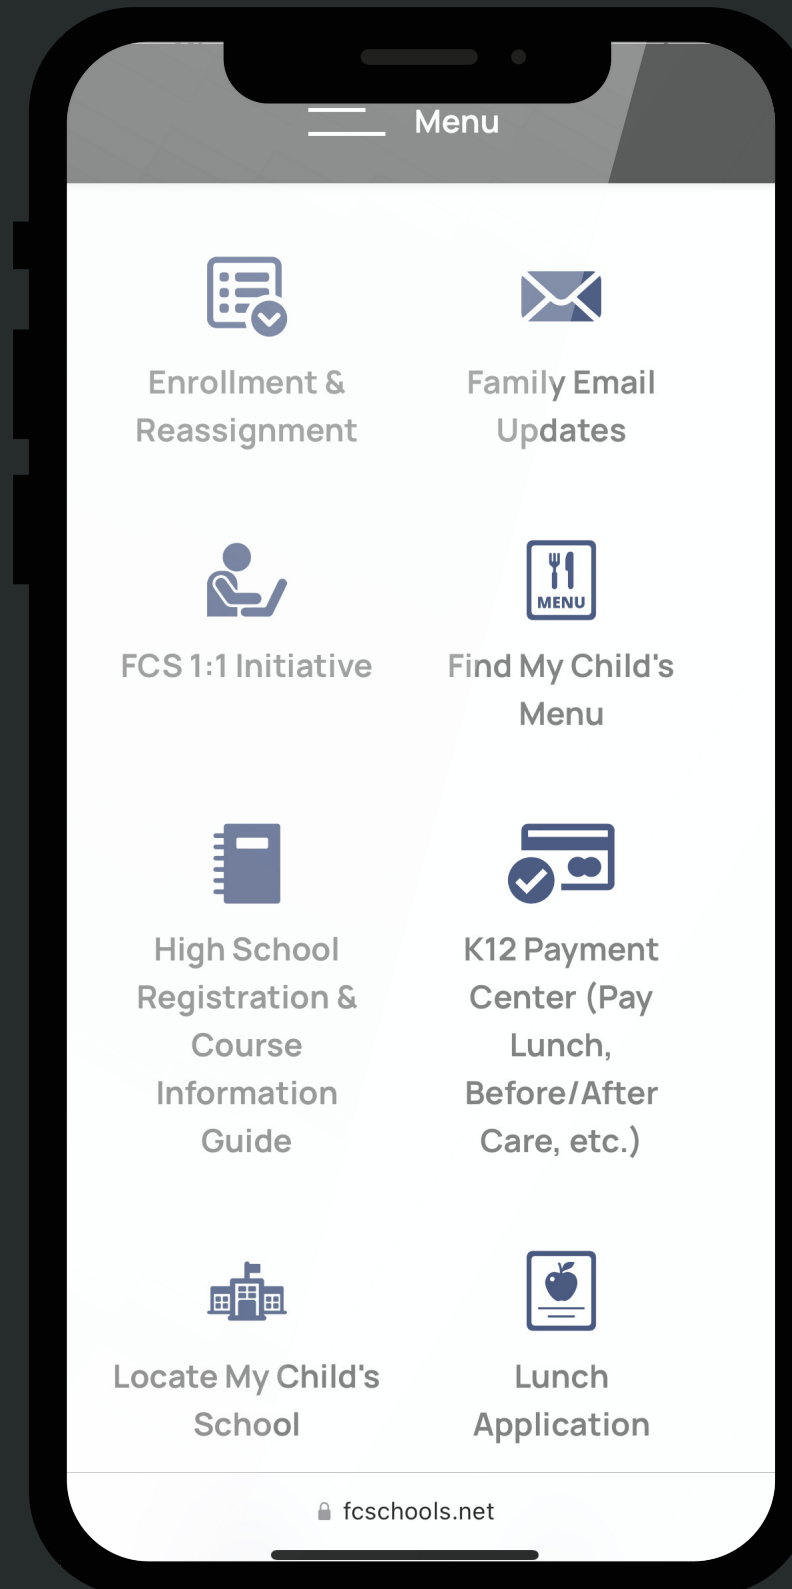 Menu
Enrollment &
Reassignment
Family Email
Updates
FCS 1:1 Initiative
MENU
Find My Child's
Menu
High School
Registration &
Course
Information
Guide
K12 Payment
Center (Pay
Lunch,
Before/After
Care, etc.)
Locate My Child's
School
Lunch
Application
fcschools.net